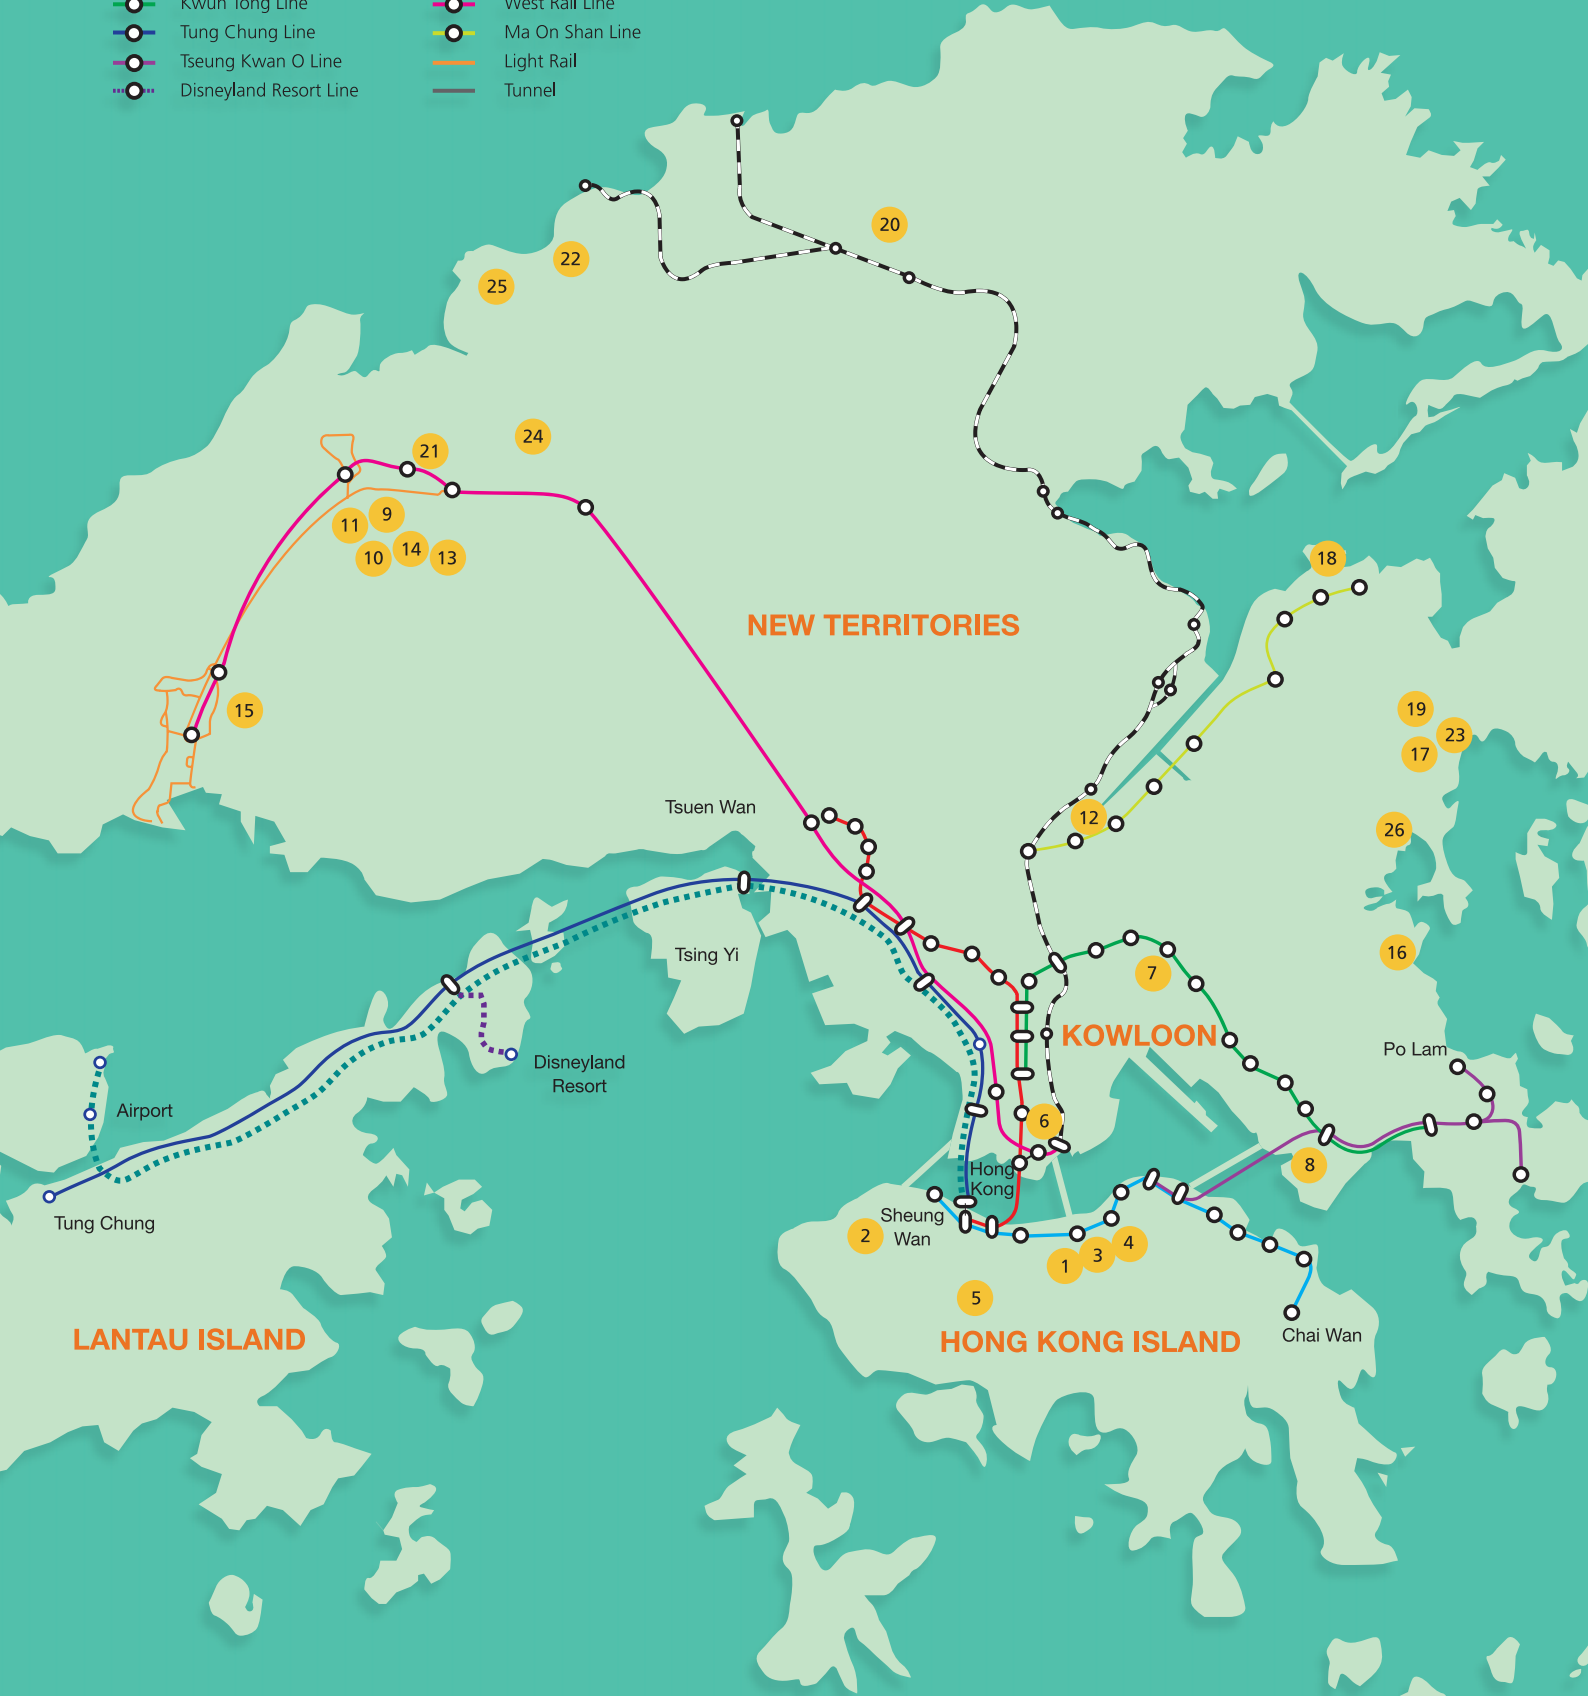 Kwun Tong Line
West Rail Line
Tung Chung Line
Ma On Shan Line
Tseung Kwan O Line
Light Rail
Disneyland Resort Line
Tunnel
20
22
25
24
21
9
11
14
10
13
18
NEW TERRITORIES
15
19
23
17
Tsuen Wan
12
26
Tsing Yi
16
7
KOWLOON
Po Lam
Disneyland
Resort
Airport
6
8
Hong
Kong
Tung Chung
Sheung
Wan
2
4
3
1
5
LANTAU ISLAND
HONG KONG ISLAND
Chai Wan